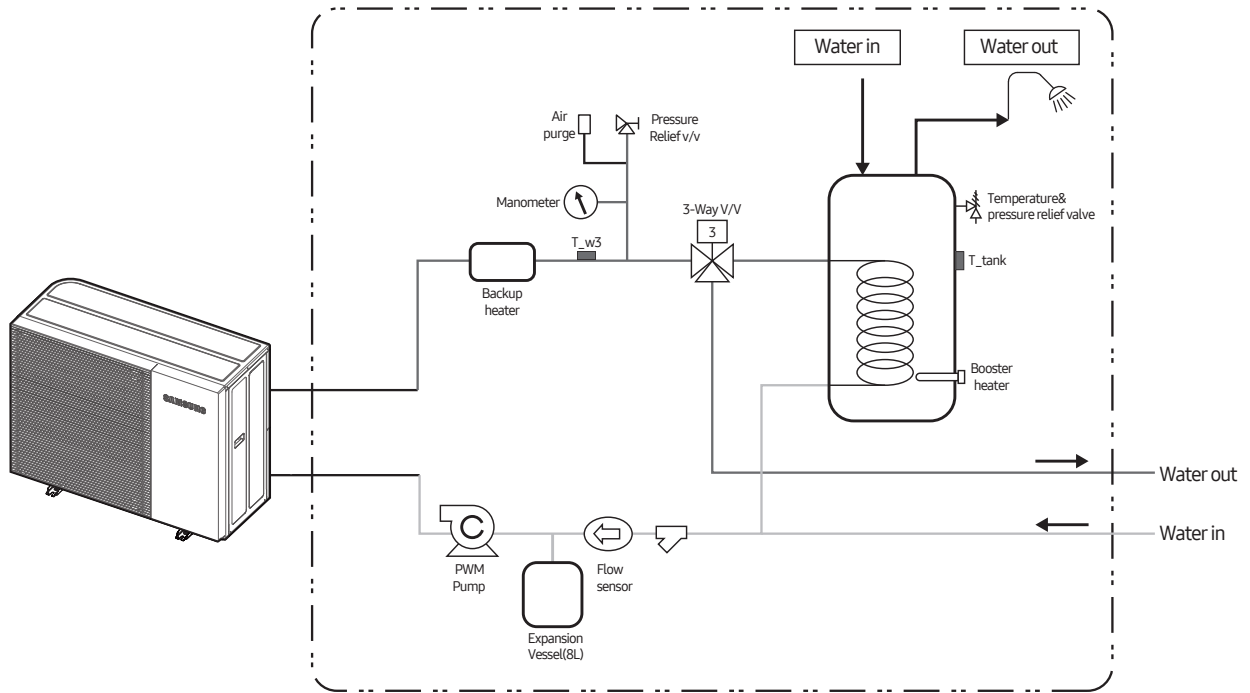 Water in
Water out
Air
purge
Pressure
Relief v/v
Manometer
3-Way V/V
3
Temperature&
pressure relief valve
T_w3
T_tank
Backup
heater
SAMSUNG
Booster
heater
Water out
Water in
PWM
Pump
Flow
sensor
Expansion
Vessel(8L)